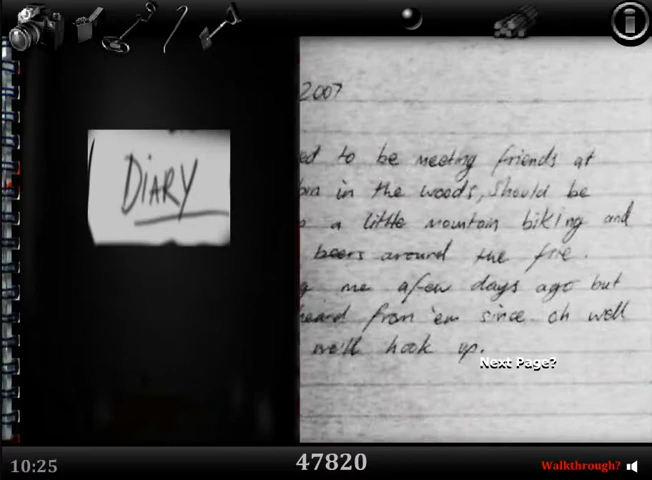 DIARY
2007
ed to be meeting friends at
in the woods, should be
a little mountain biking and
beers around the fire.
g me a few days ago but
heard from 'em since oh well
we'll hook up.
Next Page?
10:25
47820
Walkthrough?